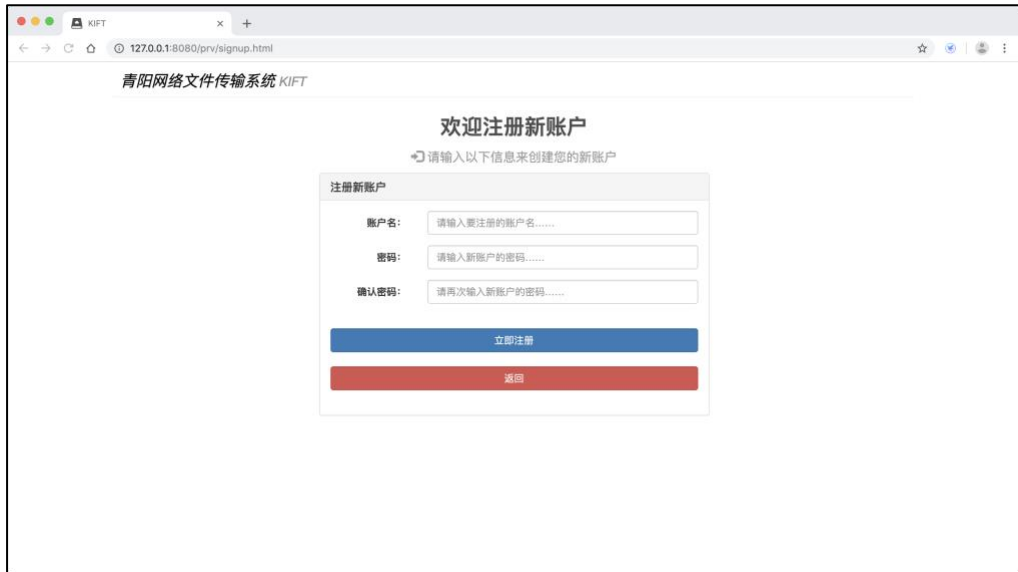 KIFT
127.0.0.1:8080/prv/signup.html
青阳网络文件传输系统 KIFT
欢迎注册新账户
请输入以下信息来创建您的新账户
注册新账户
账户名: 请输入要注册的账户名......
密码: 请输入新账户的密码......
确认密码: 请再次输入新账户的密码......
立即注册
返回